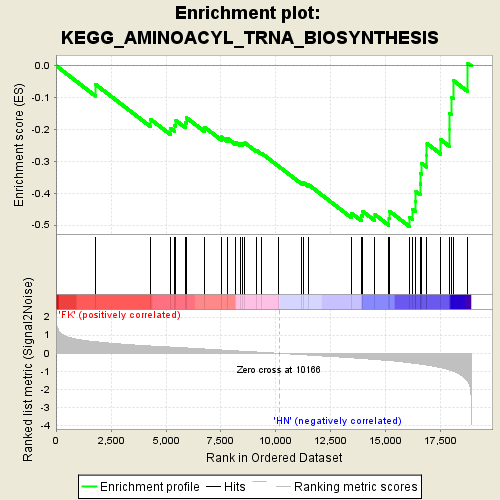 Enrichment plot:
KEGG_AMINOACYL_TRNA_BIOSYNTHESIS
Enrichment score (ES)
0.0
-0.1
-0.2
-0.3
-0.4
-0.5
'FK' (positively correlated)
Ranked list metric (Signal2Noise)
2
1
0
-1
-2
-3
-4
Zero cross at 10166
'HN' (negatively correlated)
0
2,500
5,000
7,500
10,000
12,500
15,000
17,500
Rank in Ordered Dataset
Enrichment profile
Hits
Ranking metric scores